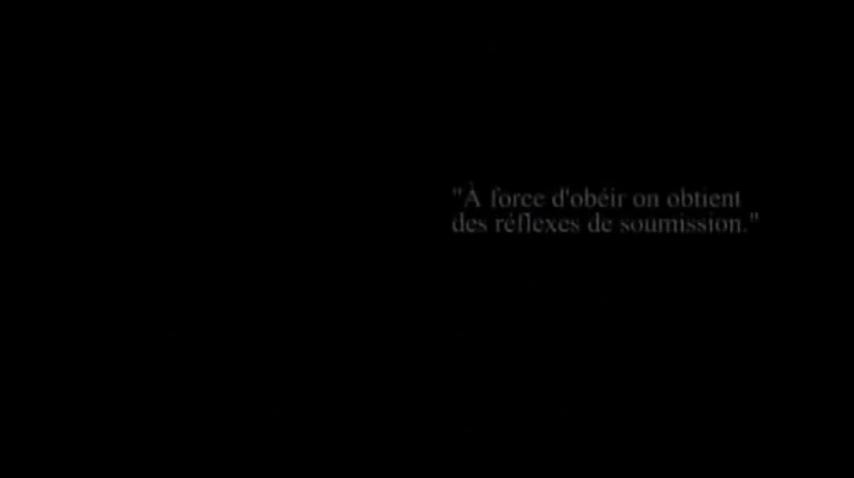 "À force d'obéir on obtient
des réflexes de soumission."